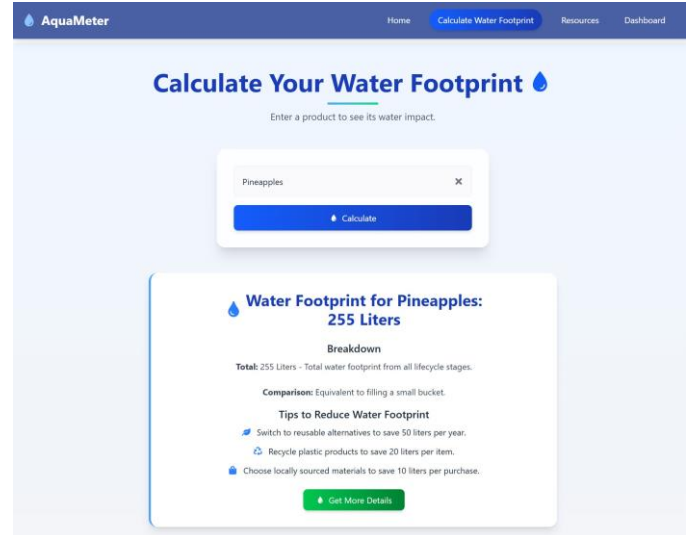 AquaMeter
Home
Calculate Water Footprint
Resources
Dashboard
Calculate Your Water Footprint
Enter a product to see its water impact.
Pineapples
Calculate
Water Footprint for Pineapples:
255 Liters
Breakdown
Total: 255 Liters - Total water footprint from all lifecycle stages.
Comparison: Equivalent to filling a small bucket.
Tips to Reduce Water Footprint
Switch to reusable alternatives to save 50 liters per year.
Recycle plastic products to save 20 liters per item.
Choose locally sourced materials to save 10 liters per purchase.
Get More Details